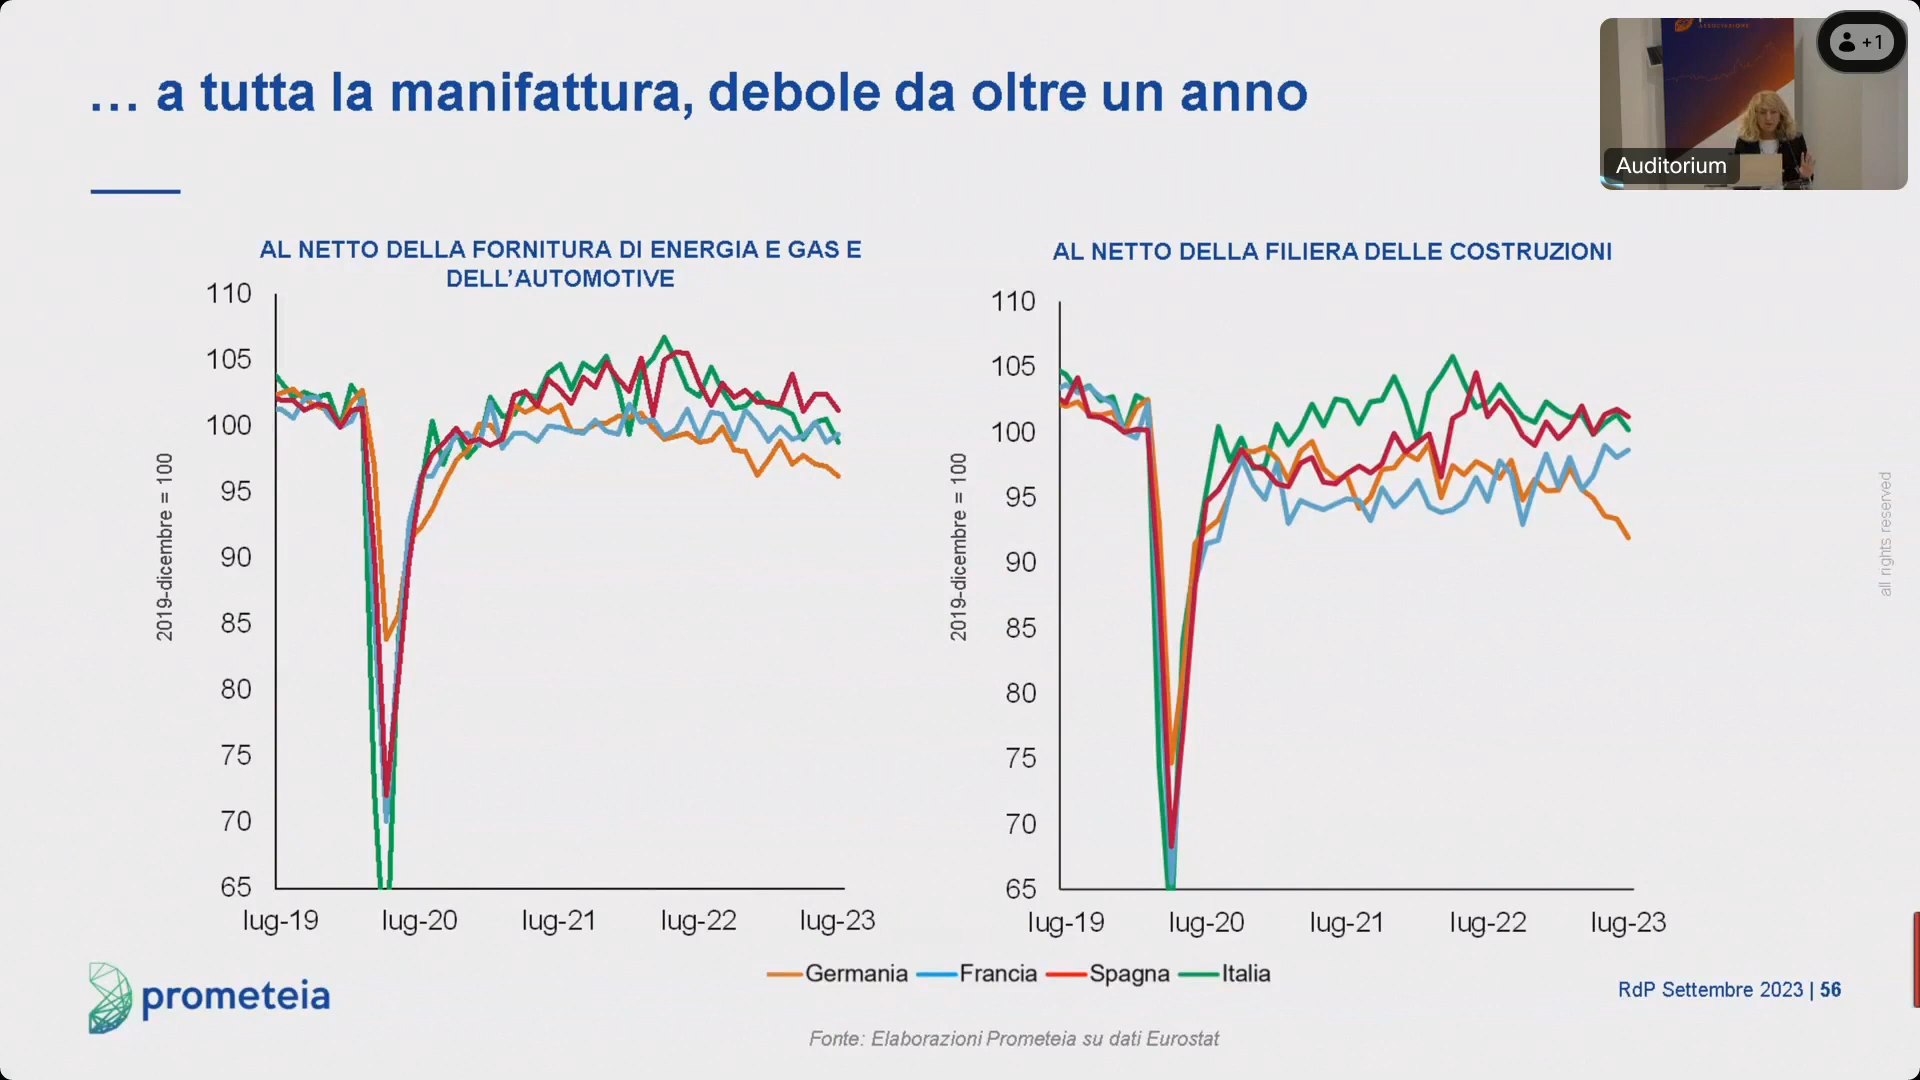 … a tutta la manifattura, debole da oltre un anno
+1
Auditorium
AL NETTO DELLA FORNITURA DI ENERGIA E GAS E
DELL'AUTOMOTIVE
110
105
100
95
90
85
80
75
70
65
2019-dicembre = 100
lug-19 lug-20 lug-21 lug-22 lug-23
AL NETTO DELLA FILIERA DELLE COSTRUZIONI
110
105
100
95
90
85
80
75
70
65
2019-dicembre = 100
lug-19 lug-20 lug-21 lug-22 lug-23
all rights reserved
Germania Francia Spagna Italia
prometeia
RdP Settembre 2023 | 56
Fonte: Elaborazioni Prometeia su dati Eurostat